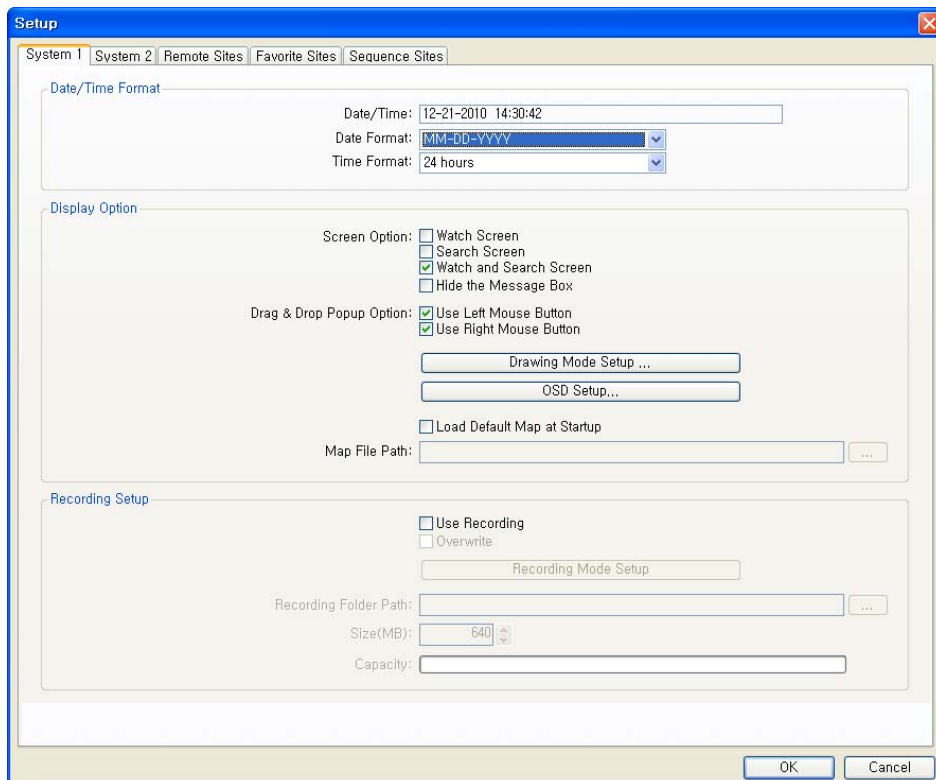 Setup
System 1 System 2 Remote Sites Favorite Sites Sequence Sites
Date/Time Format
Date/Time: 12-21-2010 14:30:42
Date Format: MM-DD-YYYY
Time Format: 24 hours
Display Option
Screen Option: Watch Screen
Search Screen
Watch and Search Screen
Hide the Message Box
Drag & Drop Popup Option: Use Left Mouse Button
Use Right Mouse Button
Drawing Mode Setup ...
OSD Setup...
Load Default Map at Startup
Map File Path: ...
Recording Setup
Use Recording
Overwrite
Recording Mode Setup
Recording Folder Path: ...
Size(MB): 640
Capacity:
OK Cancel